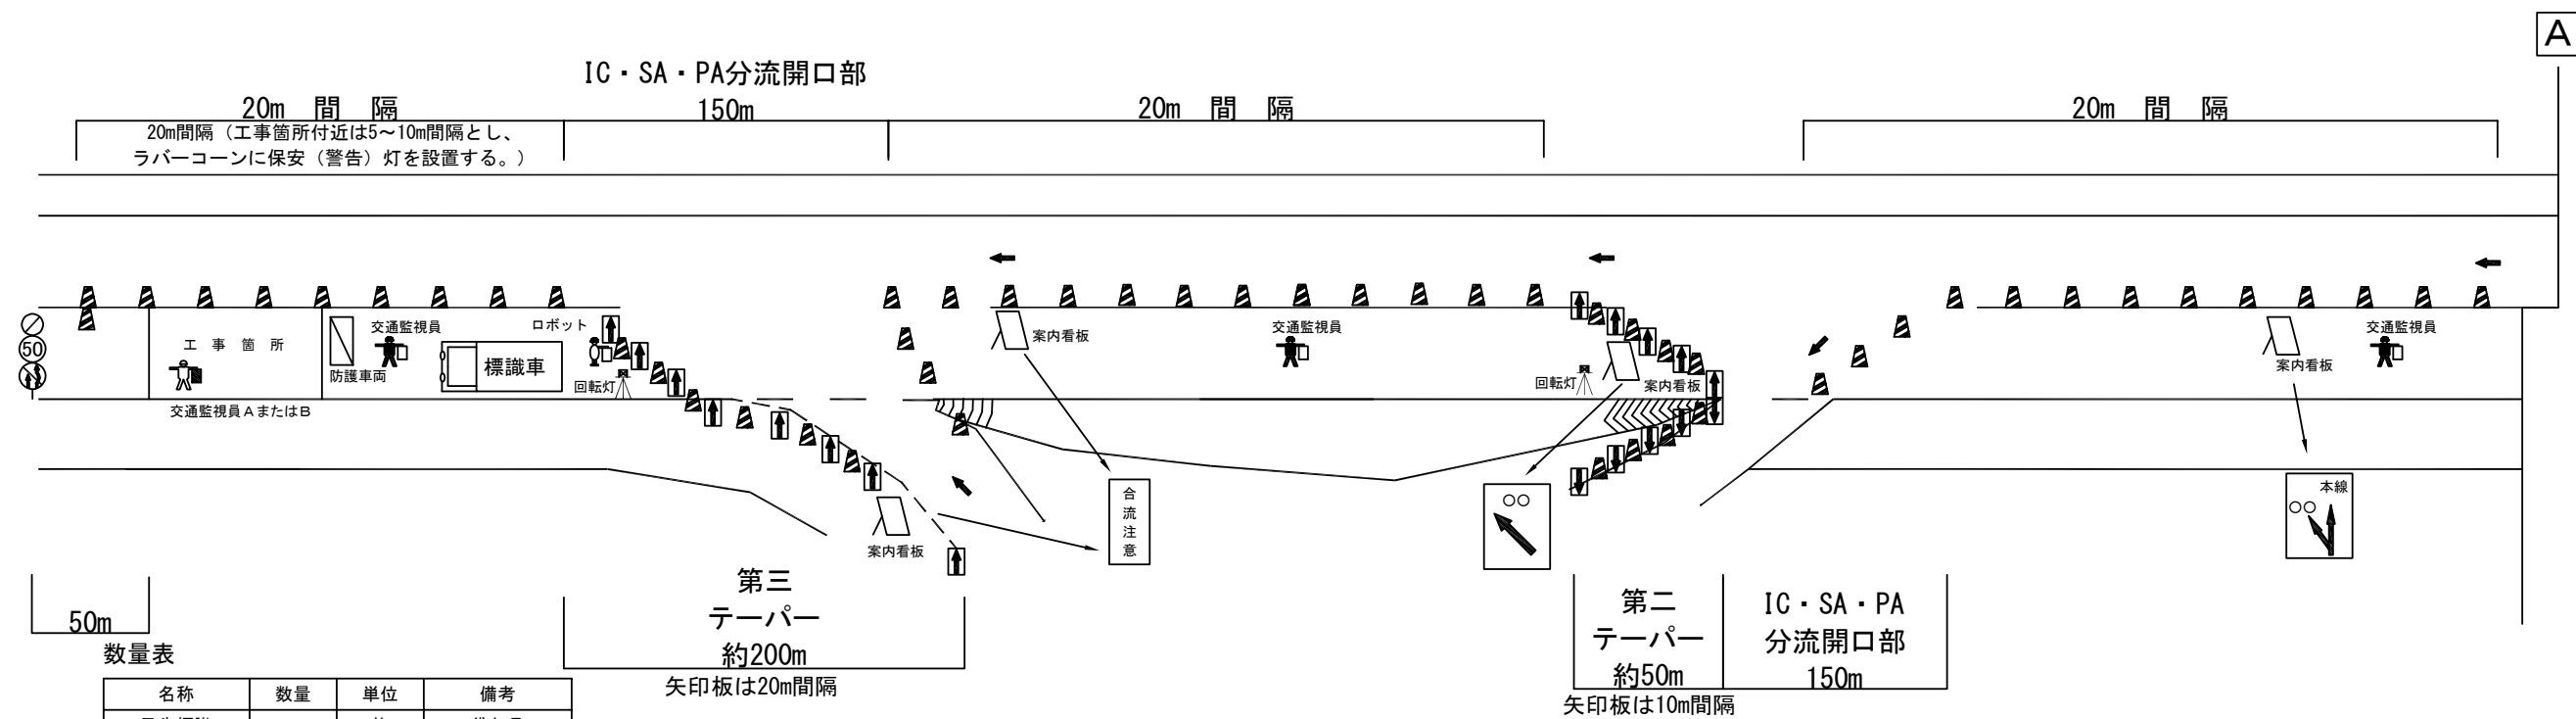 A
IC・SA・PA分流開口部
20m 間 隔
150m
20m 間 隔
20m 間 隔
20m間隔（工事箇所付近は5～10m間隔とし、
ラバーコーンに保安（警告）灯を設置する。）
50
工 事 箇 所
交通監視員AまたはB
防護車両
交通監視員
標識車
ロボット
回転灯
案内看板
案内看板
合流注意
交通監視員
回転灯
案内看板
○○
案内看板
交通監視員
本線
○○
50m
第三
テーパー
約200m
矢印板は20m間隔
第二
テーパー
約50m
矢印板は10m間隔
IC・SA・PA
分流開口部
150m
数量表
名称 数量 単位 備考